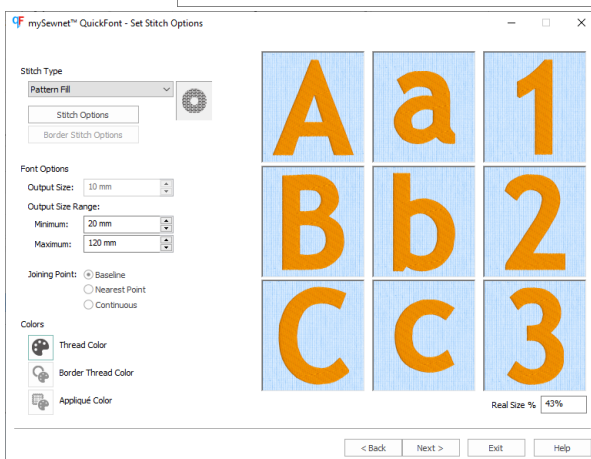 mySewnet™ QuickFont - Set Stitch Options
Stitch Type
Pattern Fill
Stitch Options
Border Stitch Options
Font Options
Output Size: 10 mm
Output Size Range:
Minimum: 20 mm
Maximum: 120 mm
Joining Point: Baseline
Nearest Point
Continuous
Colors
Thread Color
Border Thread Color
Appliqué Color
A a 1
B b 2
C c 3
Real Size % 43%
< Back Next > Exit Help